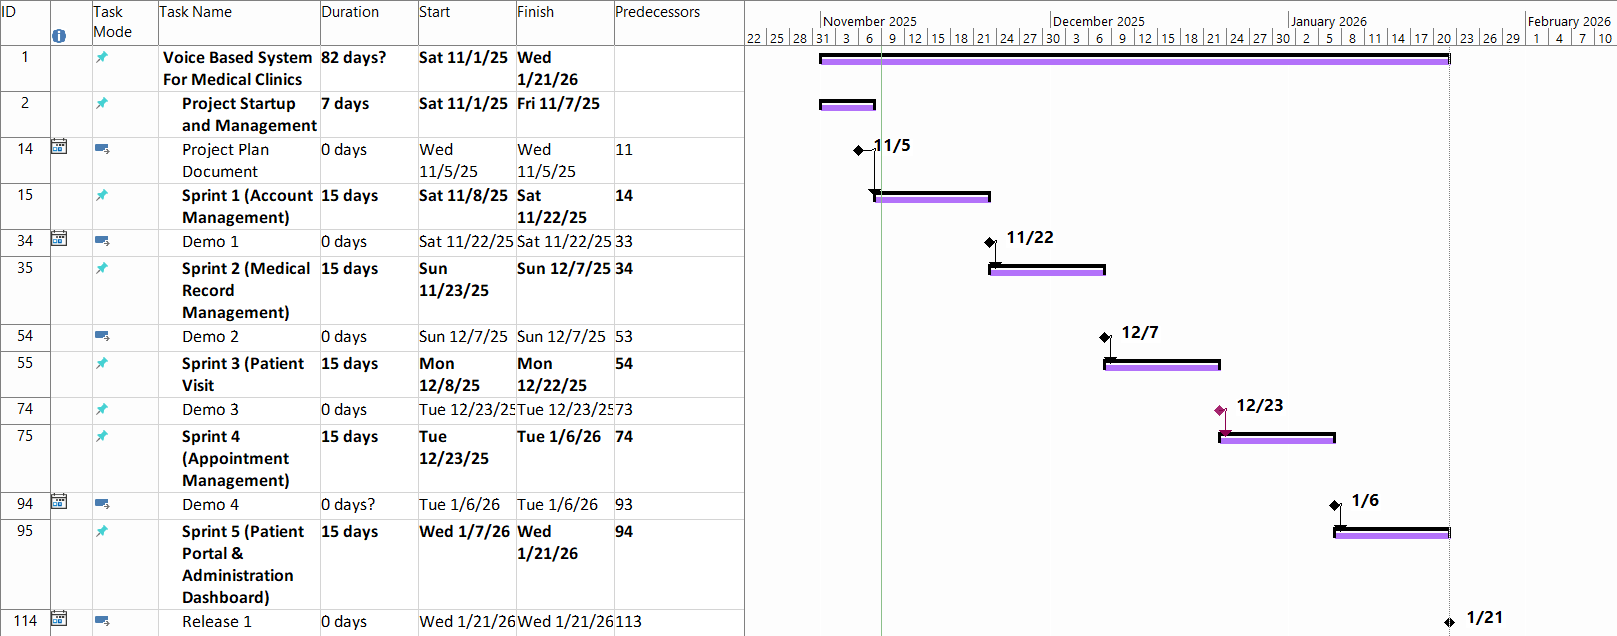 ID Task Mode Task Name Duration Start Finish Predecessors
November 2025 December 2025 January 2026 February 2026
22 25 28 31 3 6 9 12 15 18 21 24 27 30 3 6 9 12 15 18 21 24 27 30 2 5 8 11 14 17 20 23 26 29 1 4 7 10
1 Voice Based System For Medical Clinics 82 days? Sat 11/1/25 Wed 1/21/26
2 Project Startup and Management 7 days Sat 11/1/25 Fri 11/7/25
14 Project Plan Document 0 days Wed 11/5/25 Wed 11/5/25 11 11/5
15 Sprint 1 (Account Management) 15 days Sat 11/8/25 Sat 11/22/25 14
34 Demo 1 0 days Sat 11/22/25 Sat 11/22/25 33 11/22
35 Sprint 2 (Medical Record Management) 15 days Sun 11/23/25 Sun 12/7/25 34
54 Demo 2 0 days Sun 12/7/25 Sun 12/7/25 53 12/7
55 Sprint 3 (Patient Visit 15 days Mon 12/8/25 Mon 12/22/25 54
74 Demo 3 0 days Tue 12/23/25 Tue 12/23/25 73 12/23
75 Sprint 4 (Appointment Management) 15 days Tue 12/23/25 Tue 1/6/26 74
94 Demo 4 0 days? Tue 1/6/26 Tue 1/6/26 93 1/6
95 Sprint 5 (Patient Portal & Administration Dashboard) 15 days Wed 1/7/26 Wed 1/21/26 94
114 Release 1 0 days Wed 1/21/26 Wed 1/21/26 113 1/21